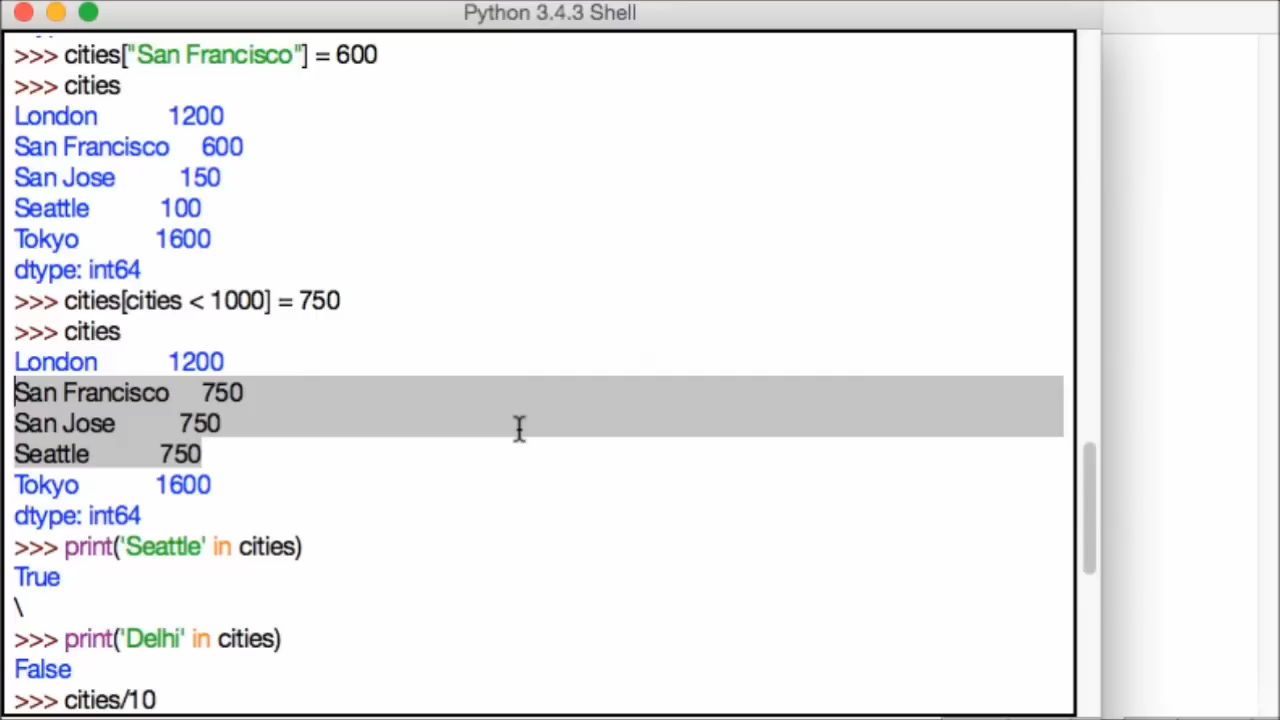 Python 3.4.3 Shell
>>> cities["San Francisco"] = 600
>>> cities
London 1200
San Francisco 600
San Jose 150
Seattle 100
Tokyo 1600
dtype: int64
>>> cities[cities < 1000] = 750
>>> cities
London 1200
San Francisco 750
San Jose 750
Seattle 750
Tokyo 1600
dtype: int64
>>> print('Seattle' in cities)
True
\
>>> print('Delhi' in cities)
False
>>> cities/10